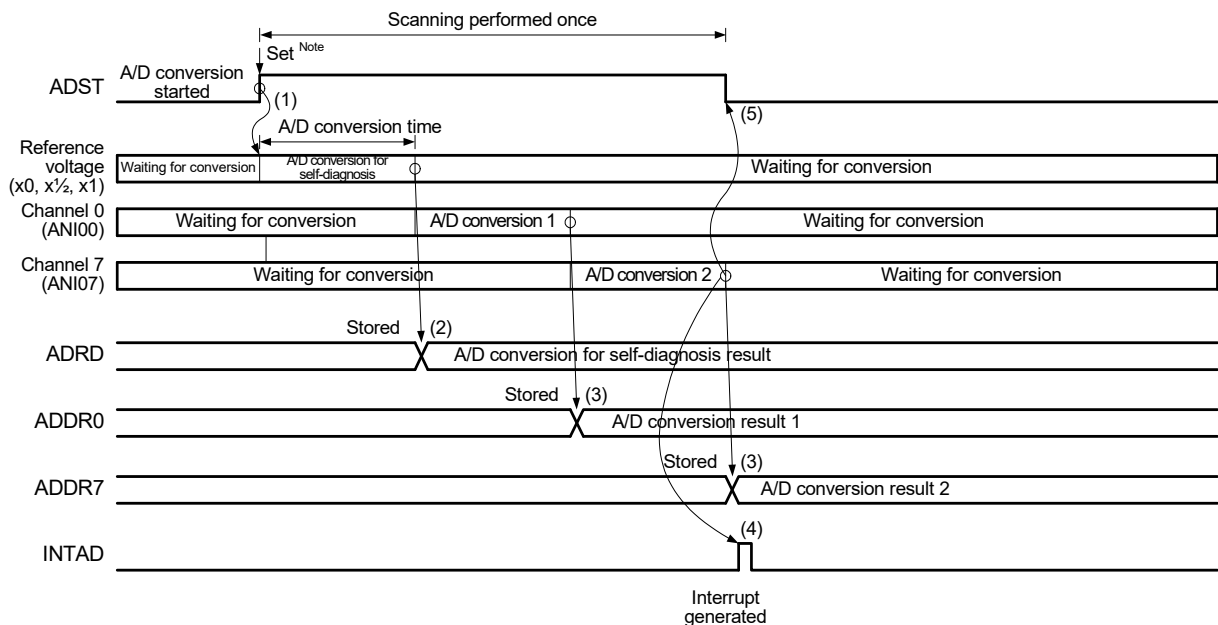 Scanning performed once
Set Note
ADST
A/D conversion
started
(1)
(5)
A/D conversion time
Reference
voltage
(x0, x½, x1)
Waiting for conversion
A/D conversion for
self-diagnosis
Waiting for conversion
Channel 0
(ANI00)
Waiting for conversion
A/D conversion 1
Waiting for conversion
Channel 7
(ANI07)
Waiting for conversion
A/D conversion 2
Waiting for conversion
Stored
(2)
ADRD
A/D conversion for self-diagnosis result
Stored
(3)
ADDR0
A/D conversion result 1
Stored
(3)
ADDR7
A/D conversion result 2
(4)
INTAD
Interrupt
generated